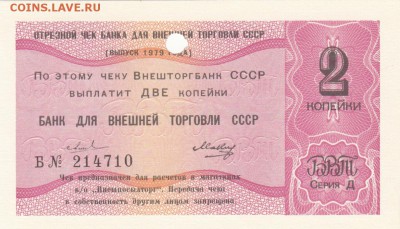 COINS.LAVE.RU
ОТРЕЗНОЙ ЧЕК БАНКА ДЛЯ ВНЕШНЕЙ ТОРГОВЛИ СССР
(ВЫПУСК 1979 ГОДА)
По этому чеку Внешторгбанк СССР
выплатит ДВЕ копейки
БАНК ДЛЯ ВНЕШНЕЙ ТОРГОВЛИ СССР
Б № 214710
Чек предназначен для расчетов в магазинах
в/о „Внешпосылторг". Передача чека
в собственность другим лицам запрещена.
2
КОПЕЙКИ
ВВТ
Серия Д